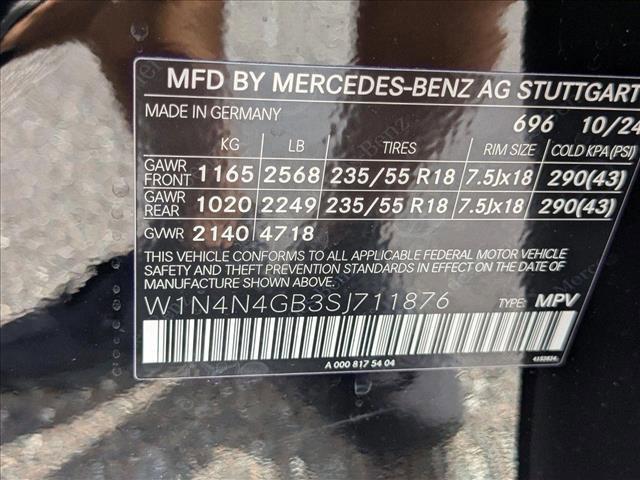 MFD BY MERCEDES-BENZ AG STUTTGART
MADE IN GERMANY 696 10/24
KG LB TIRES RIM SIZE COLD KPA(PSI)
GAWR FRONT 1165 2568 235/55 R18 7.5Jx18 290(43)
GAWR REAR 1020 2249 235/55 R18 7.5Jx18 290(43)
GVWR 2140 4718
THIS VEHICLE CONFORMS TO ALL APPLICABLE FEDERAL MOTOR VEHICLE
SAFETY AND THEFT PREVENTION STANDARDS IN EFFECT ON THE DATE OF
MANUFACTURE SHOWN ABOVE.
W1N4N4GB3SJ711876 TYPE: MPV
A 000 817 54 04